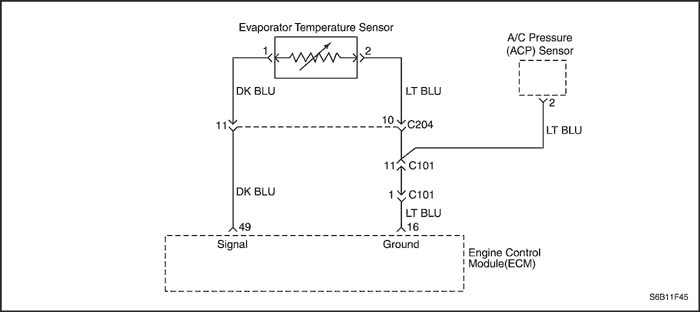 Evaporator Temperature Sensor
1
2
A/C Pressure
(ACP) Sensor
DK BLU
LT BLU
2
11
10
C204
LT BLU
11
C101
DK BLU
1
C101
LT BLU
49
16
Signal
Ground
Engine Control
Module(ECM)
S6B11F45